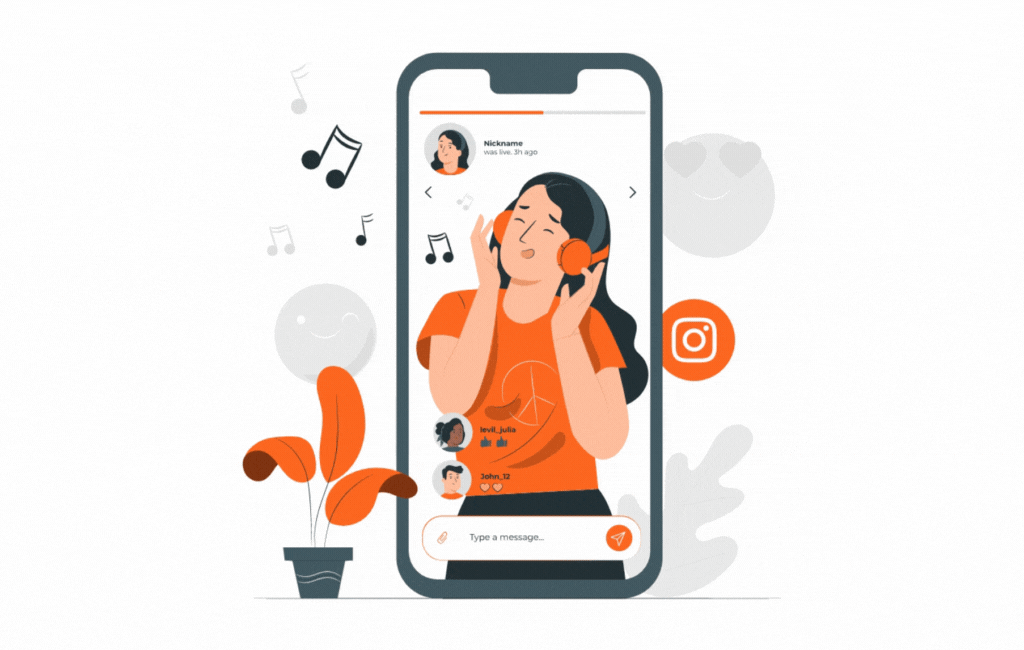 Nickname
was live. 3h ago
levil_julia
John_12
Type a message...